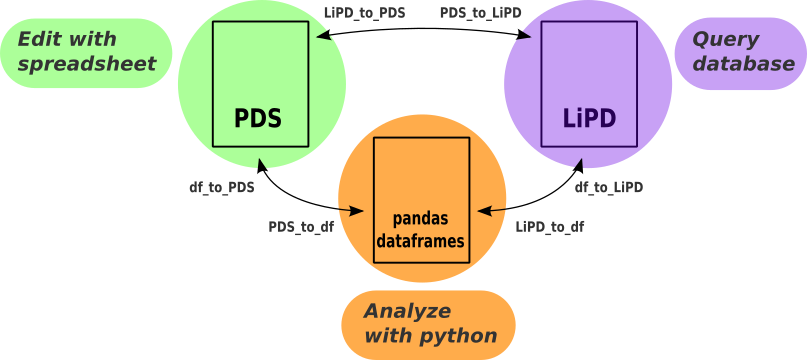 LiPD_to_PDS
PDS_to_LiPD
Edit with
spreadsheet
Query
database
PDS
LiPD
df_to_PDS
df_to_LiPD
PDS_to_df
LiPD_to_df
pandas
dataframes
Analyze
with python